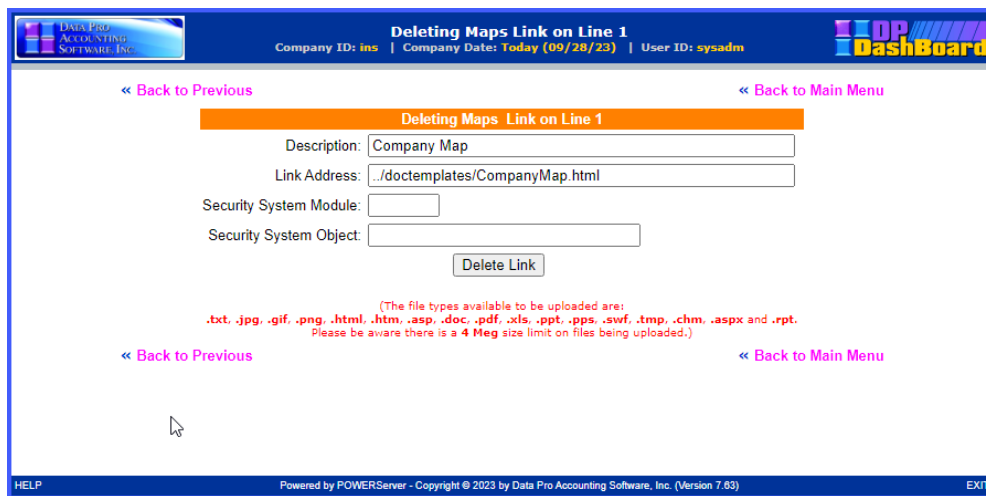 DATA PRO
ACCOUNTING
SOFTWARE, INC.
Deleting Maps Link on Line 1
Company ID: ins | Company Date: Today (09/28/23) | User ID: sysadm
DP
DashBoard
« Back to Previous
« Back to Main Menu
Deleting Maps Link on Line 1
Description: Company Map
Link Address: ../doctemplates/CompanyMap.html
Security System Module:
Security System Object:
Delete Link
(The file types available to be uploaded are:
.txt, .jpg, .gif, .png, .html, .htm, .asp, .doc, .pdf, .xls, .ppt, .pps, .swf, .tmp, .chm, .aspx and .rpt.
Please be aware there is a 4 Meg size limit on files being uploaded.)
« Back to Previous
« Back to Main Menu
HELP
Powered by POWERServer - Copyright © 2023 by Data Pro Accounting Software, Inc. (Version 7.63)
EXIT